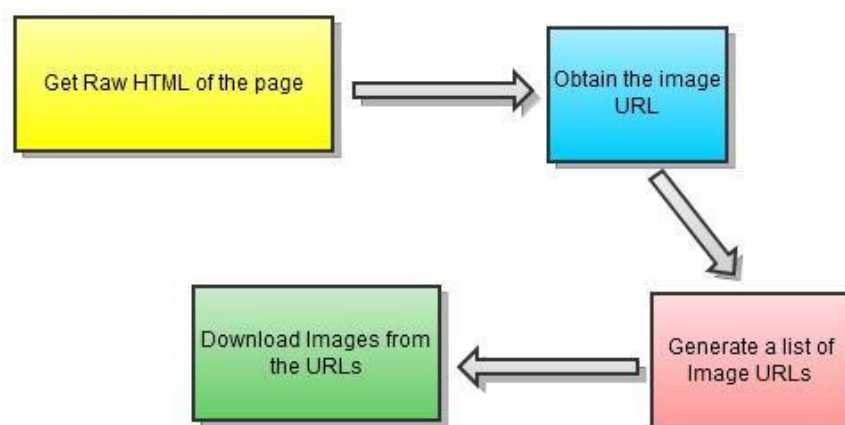 Get Raw HTML of the page
Obtain the image
URL
Generate a list of
Image URLs
Download Images from
the URLs